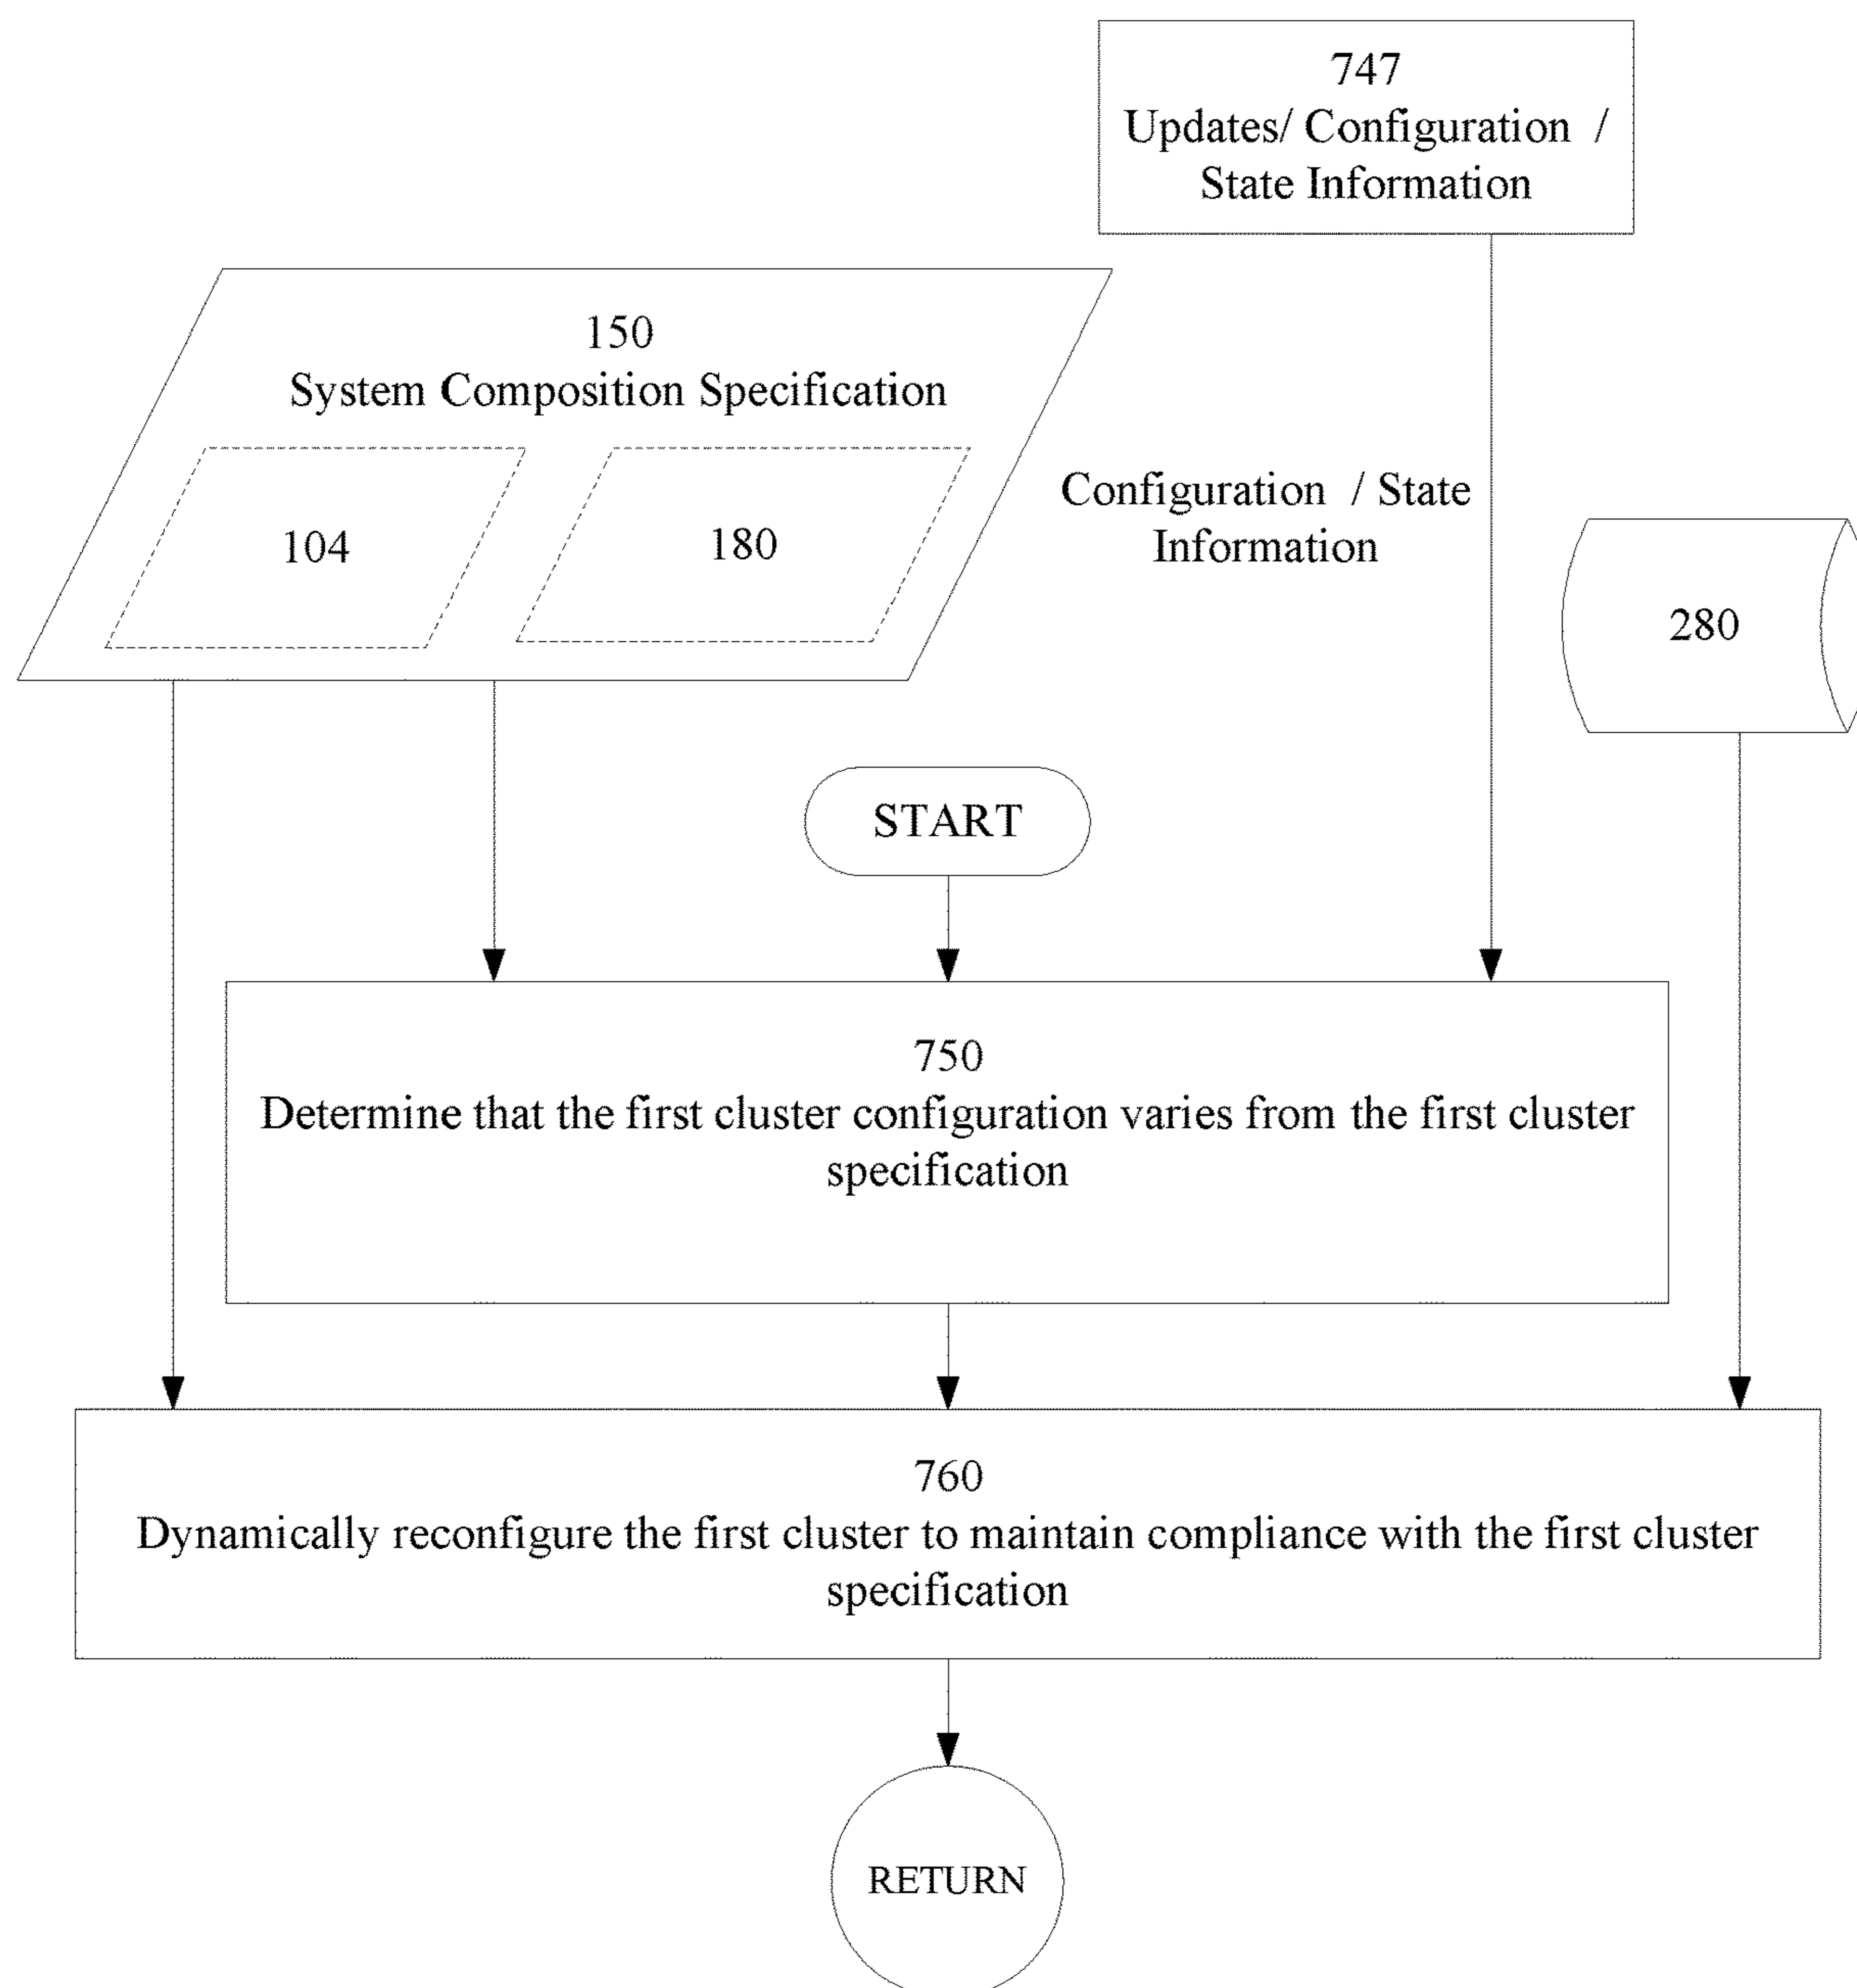 747
Updates/ Configuration /
State Information
150
System Composition Specification
104
180
Configuration / State
Information
280
START
750
Determine that the first cluster configuration varies from the first cluster
specification
760
Dynamically reconfigure the first cluster to maintain compliance with the first cluster
specification
RETURN